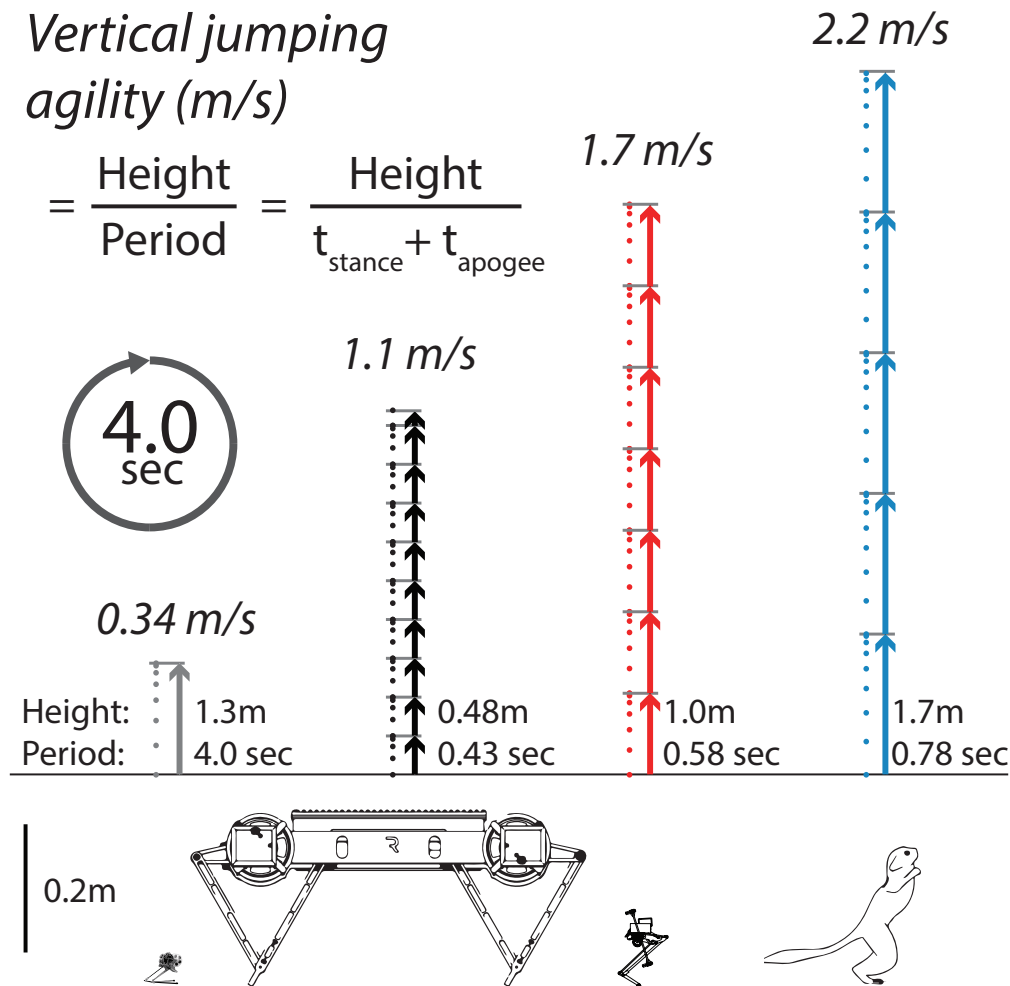 Vertical jumping
agility (m/s)
= Height / Period = Height / t_stance + t_apogee
2.2 m/s
1.7 m/s
1.1 m/s
4.0
sec
0.34 m/s
Height: 1.3m 0.48m 1.0m 1.7m
Period: 4.0 sec 0.43 sec 0.58 sec 0.78 sec
0.2m